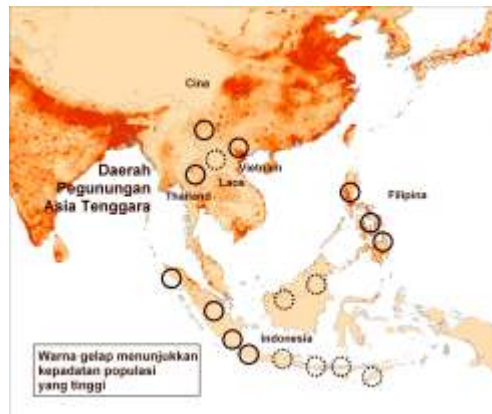 Cina
Vietnam
Laos
Daerah
Pegunungan
Asia Tenggara
Thailand
Filipina
Indonesia
Warna gelap menunjukkan
kepadatan populasi
yang tinggi